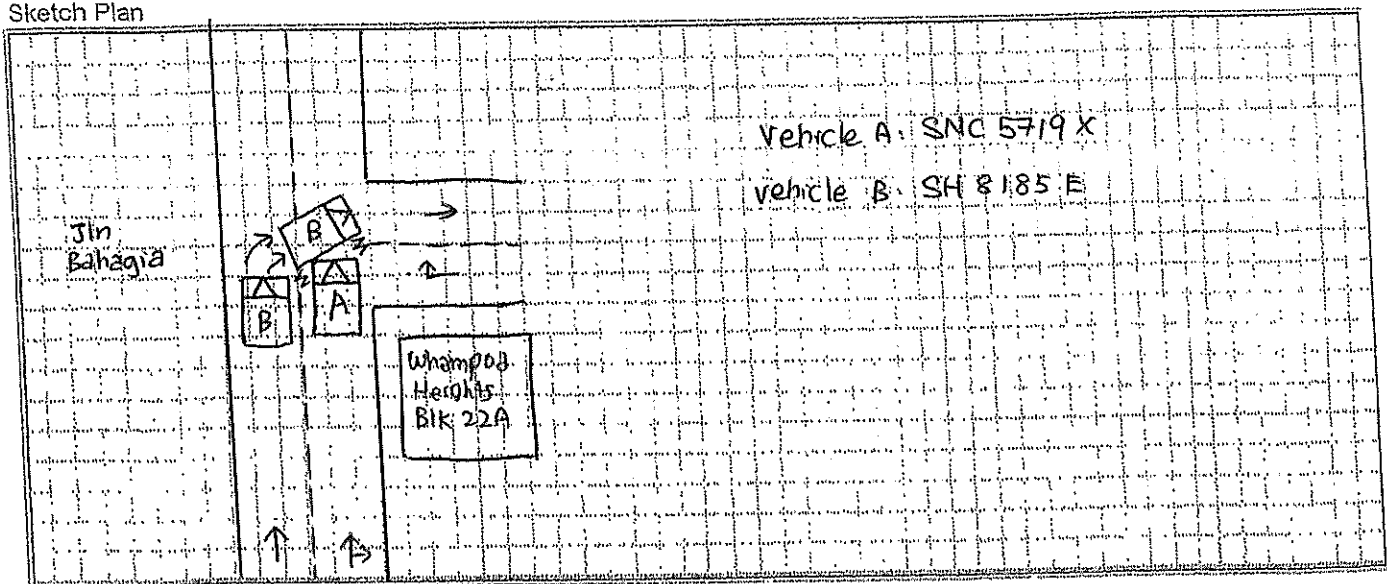 Sketch Plan
Vehicle A: SNC 5719 X
vehicle B: SH 8185 E
Jln
Bahagia
B
B
A
Whampoa
Heights
Blk 22A